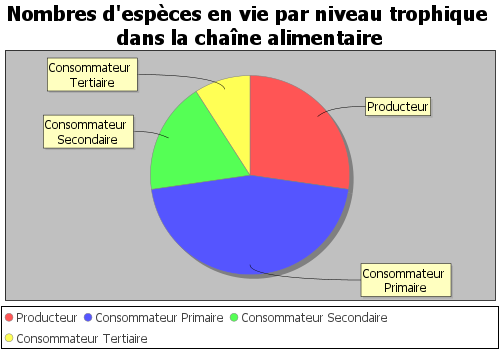 Nombres d'espèces en vie par niveau trophique
dans la chaîne alimentaire
Consommateur
Tertiaire
Producteur
Consommateur
Secondaire
Consommateur
Primaire
Producteur Consommateur Primaire Consommateur Secondaire
Consommateur Tertiaire